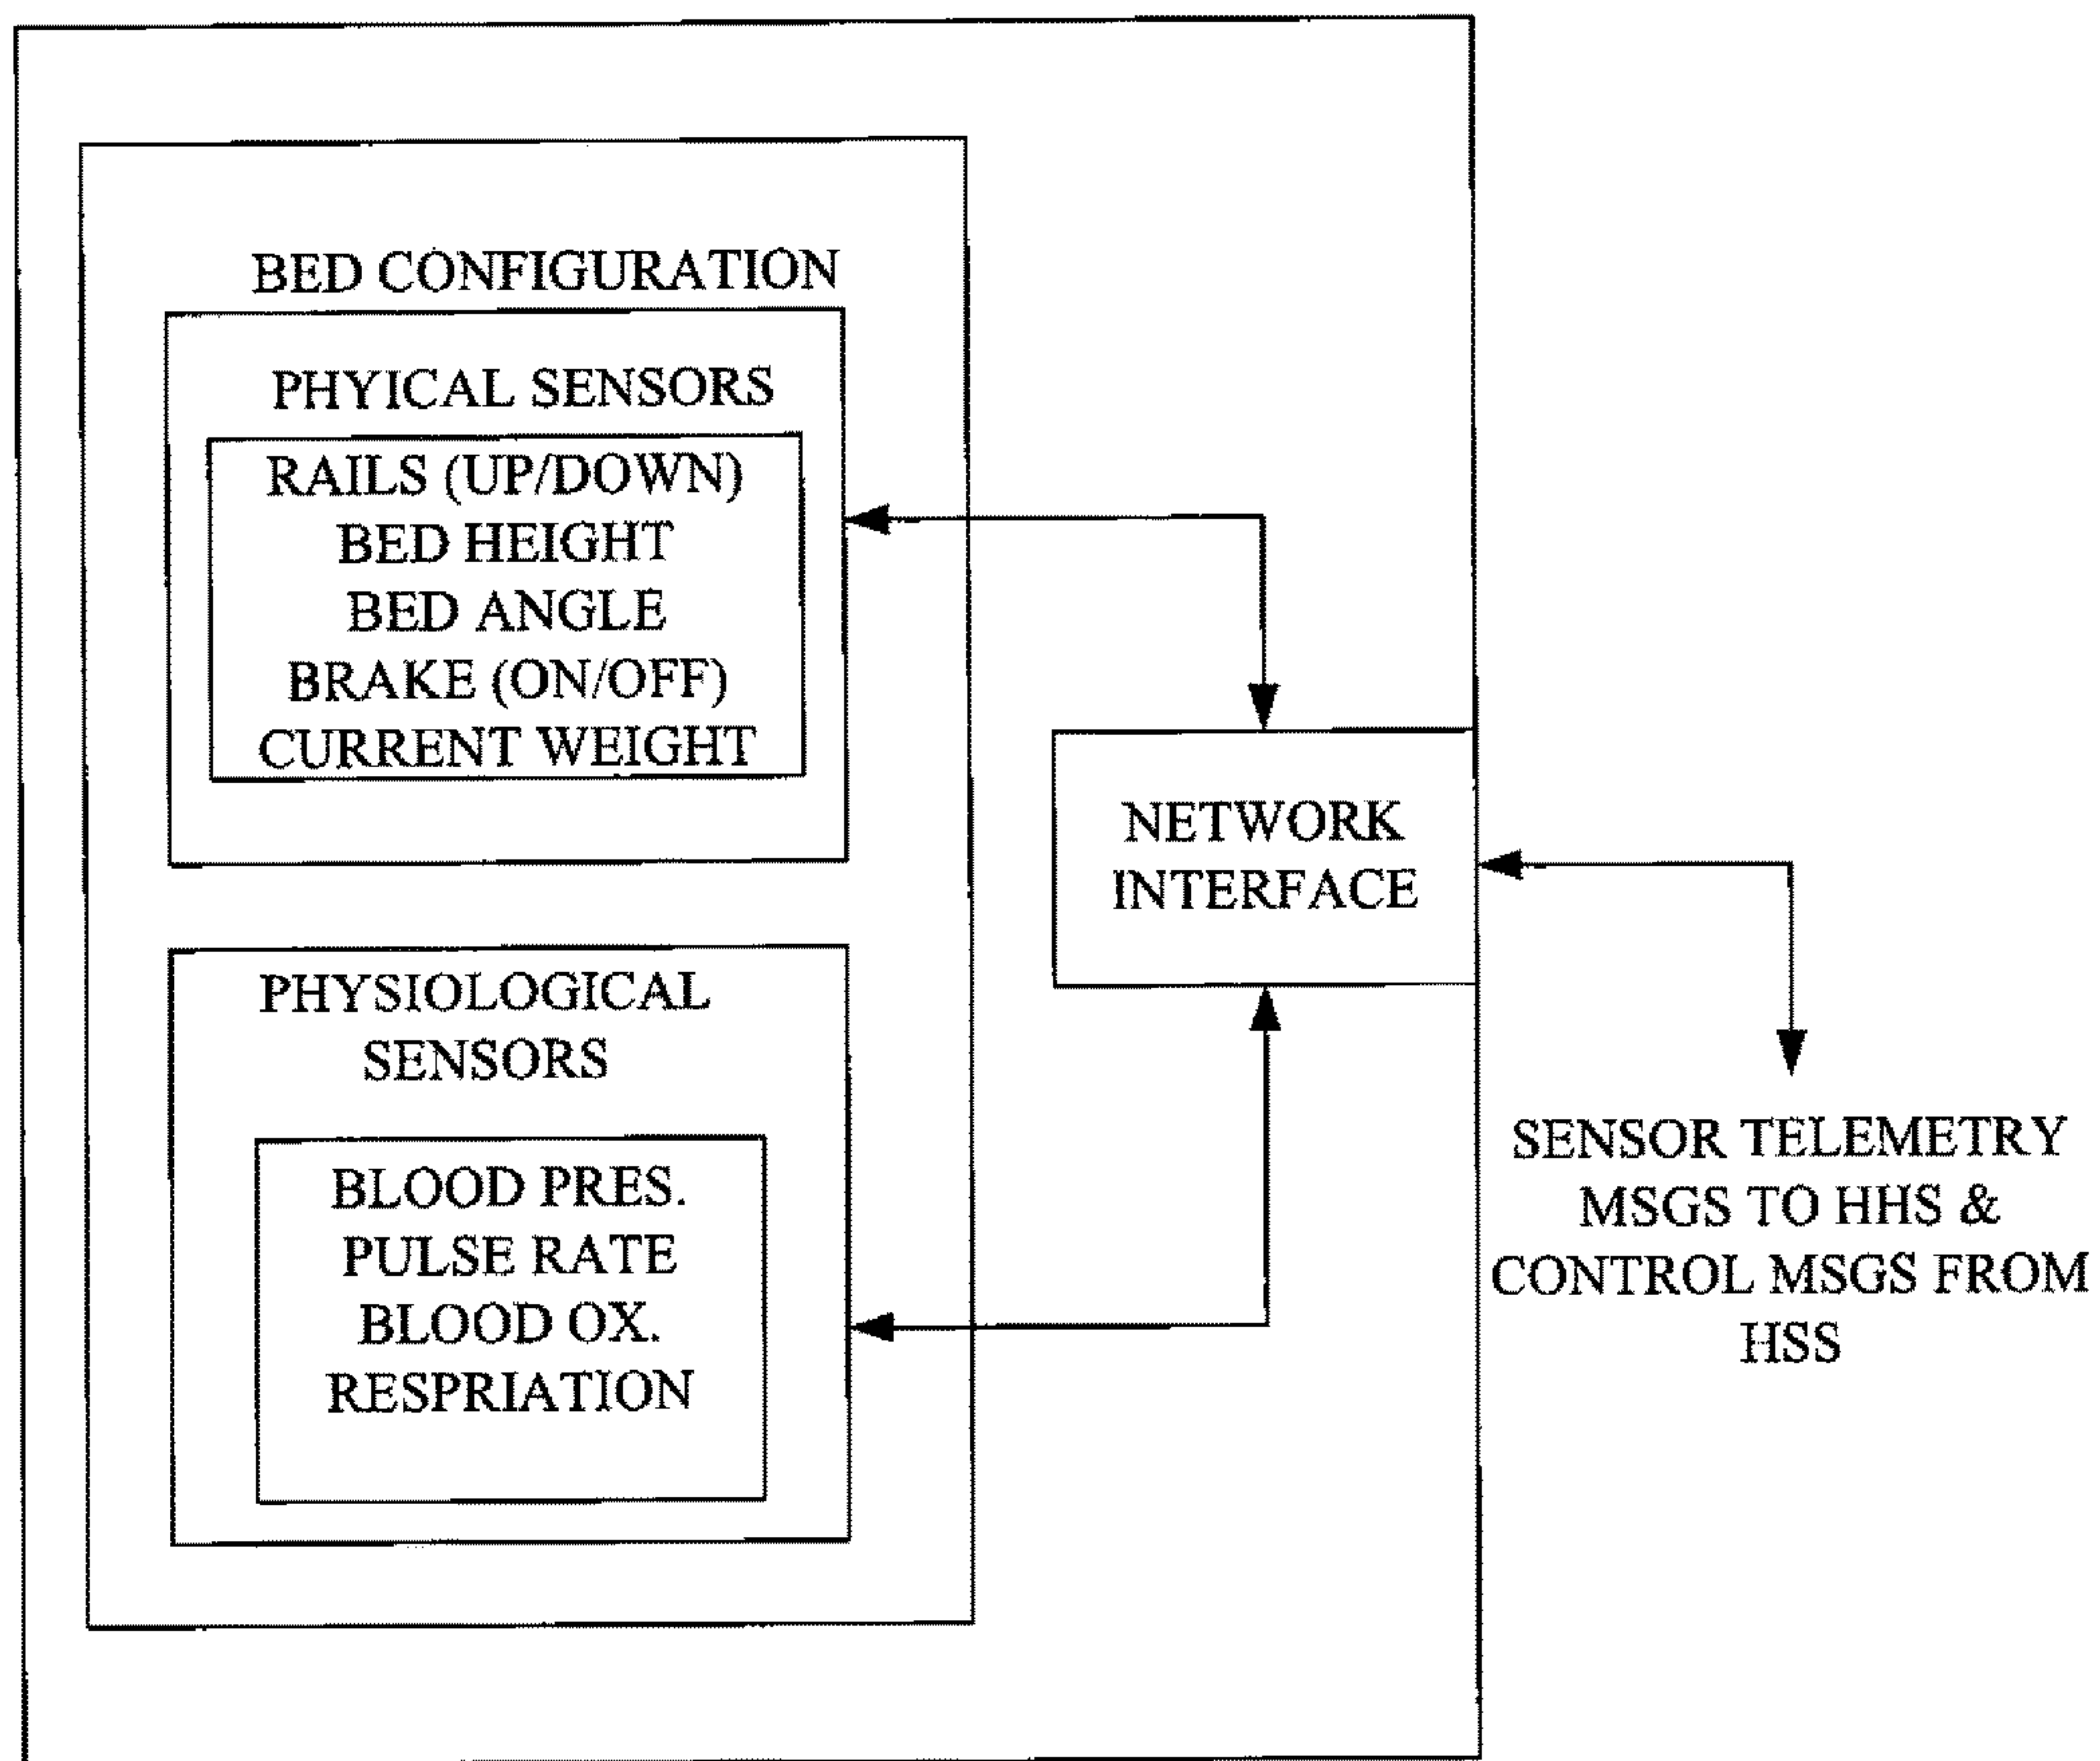 BED CONFIGURATION
PHYICAL SENSORS
RAILS (UP/DOWN)
BED HEIGHT
BED ANGLE
BRAKE (ON/OFF)
CURRENT WEIGHT
NETWORK
INTERFACE
PHYSIOLOGICAL
SENSORS
BLOOD PRES.
PULSE RATE
BLOOD OX.
RESPRIATION
SENSOR TELEMETRY
MSGS TO HHS &
CONTROL MSGS FROM
HSS